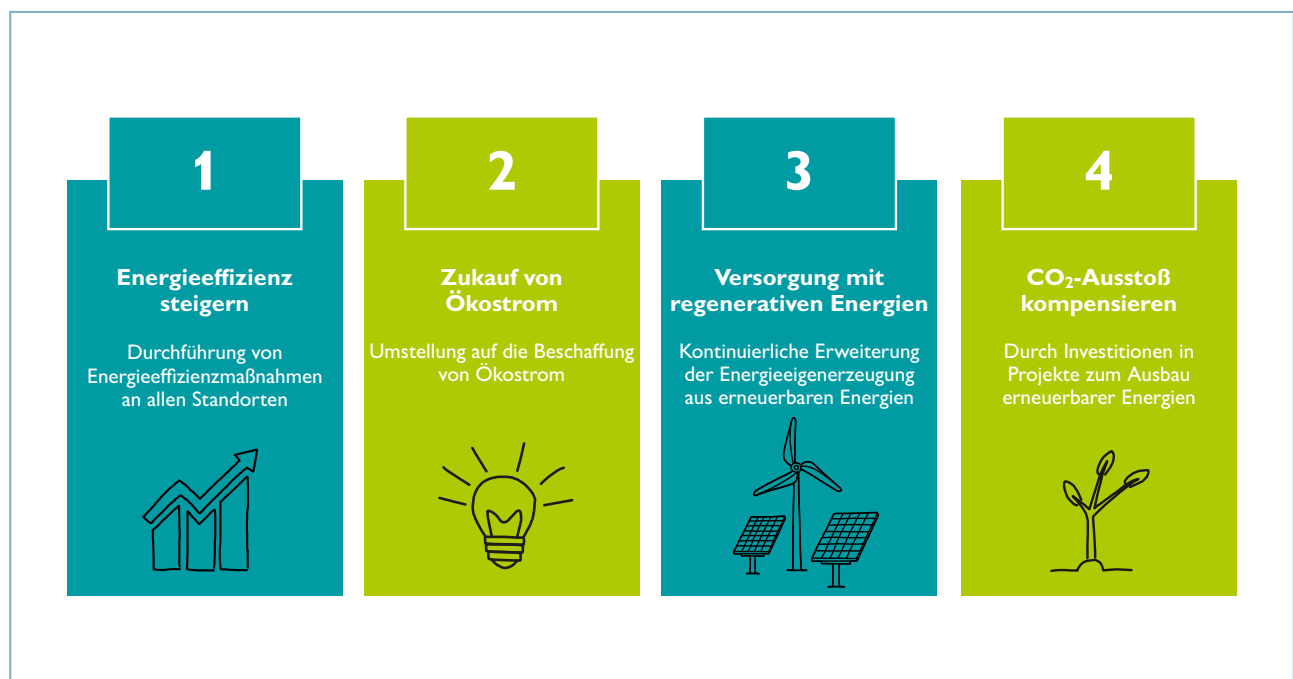 1
Energieeffizienz
steigern
Durchführung von
Energieeffizienzmaßnahmen
an allen Standorten
2
Zukauf von
Ökostrom
Umstellung auf die Beschaffung
von Ökostrom
3
Versorgung mit
regenerativen Energien
Kontinuierliche Erweiterung
der Energieeigenerzeugung
aus erneuerbaren Energien
4
CO₂-Ausstoß
kompensieren
Durch Investitionen in
Projekte zum Ausbau
erneuerbarer Energien